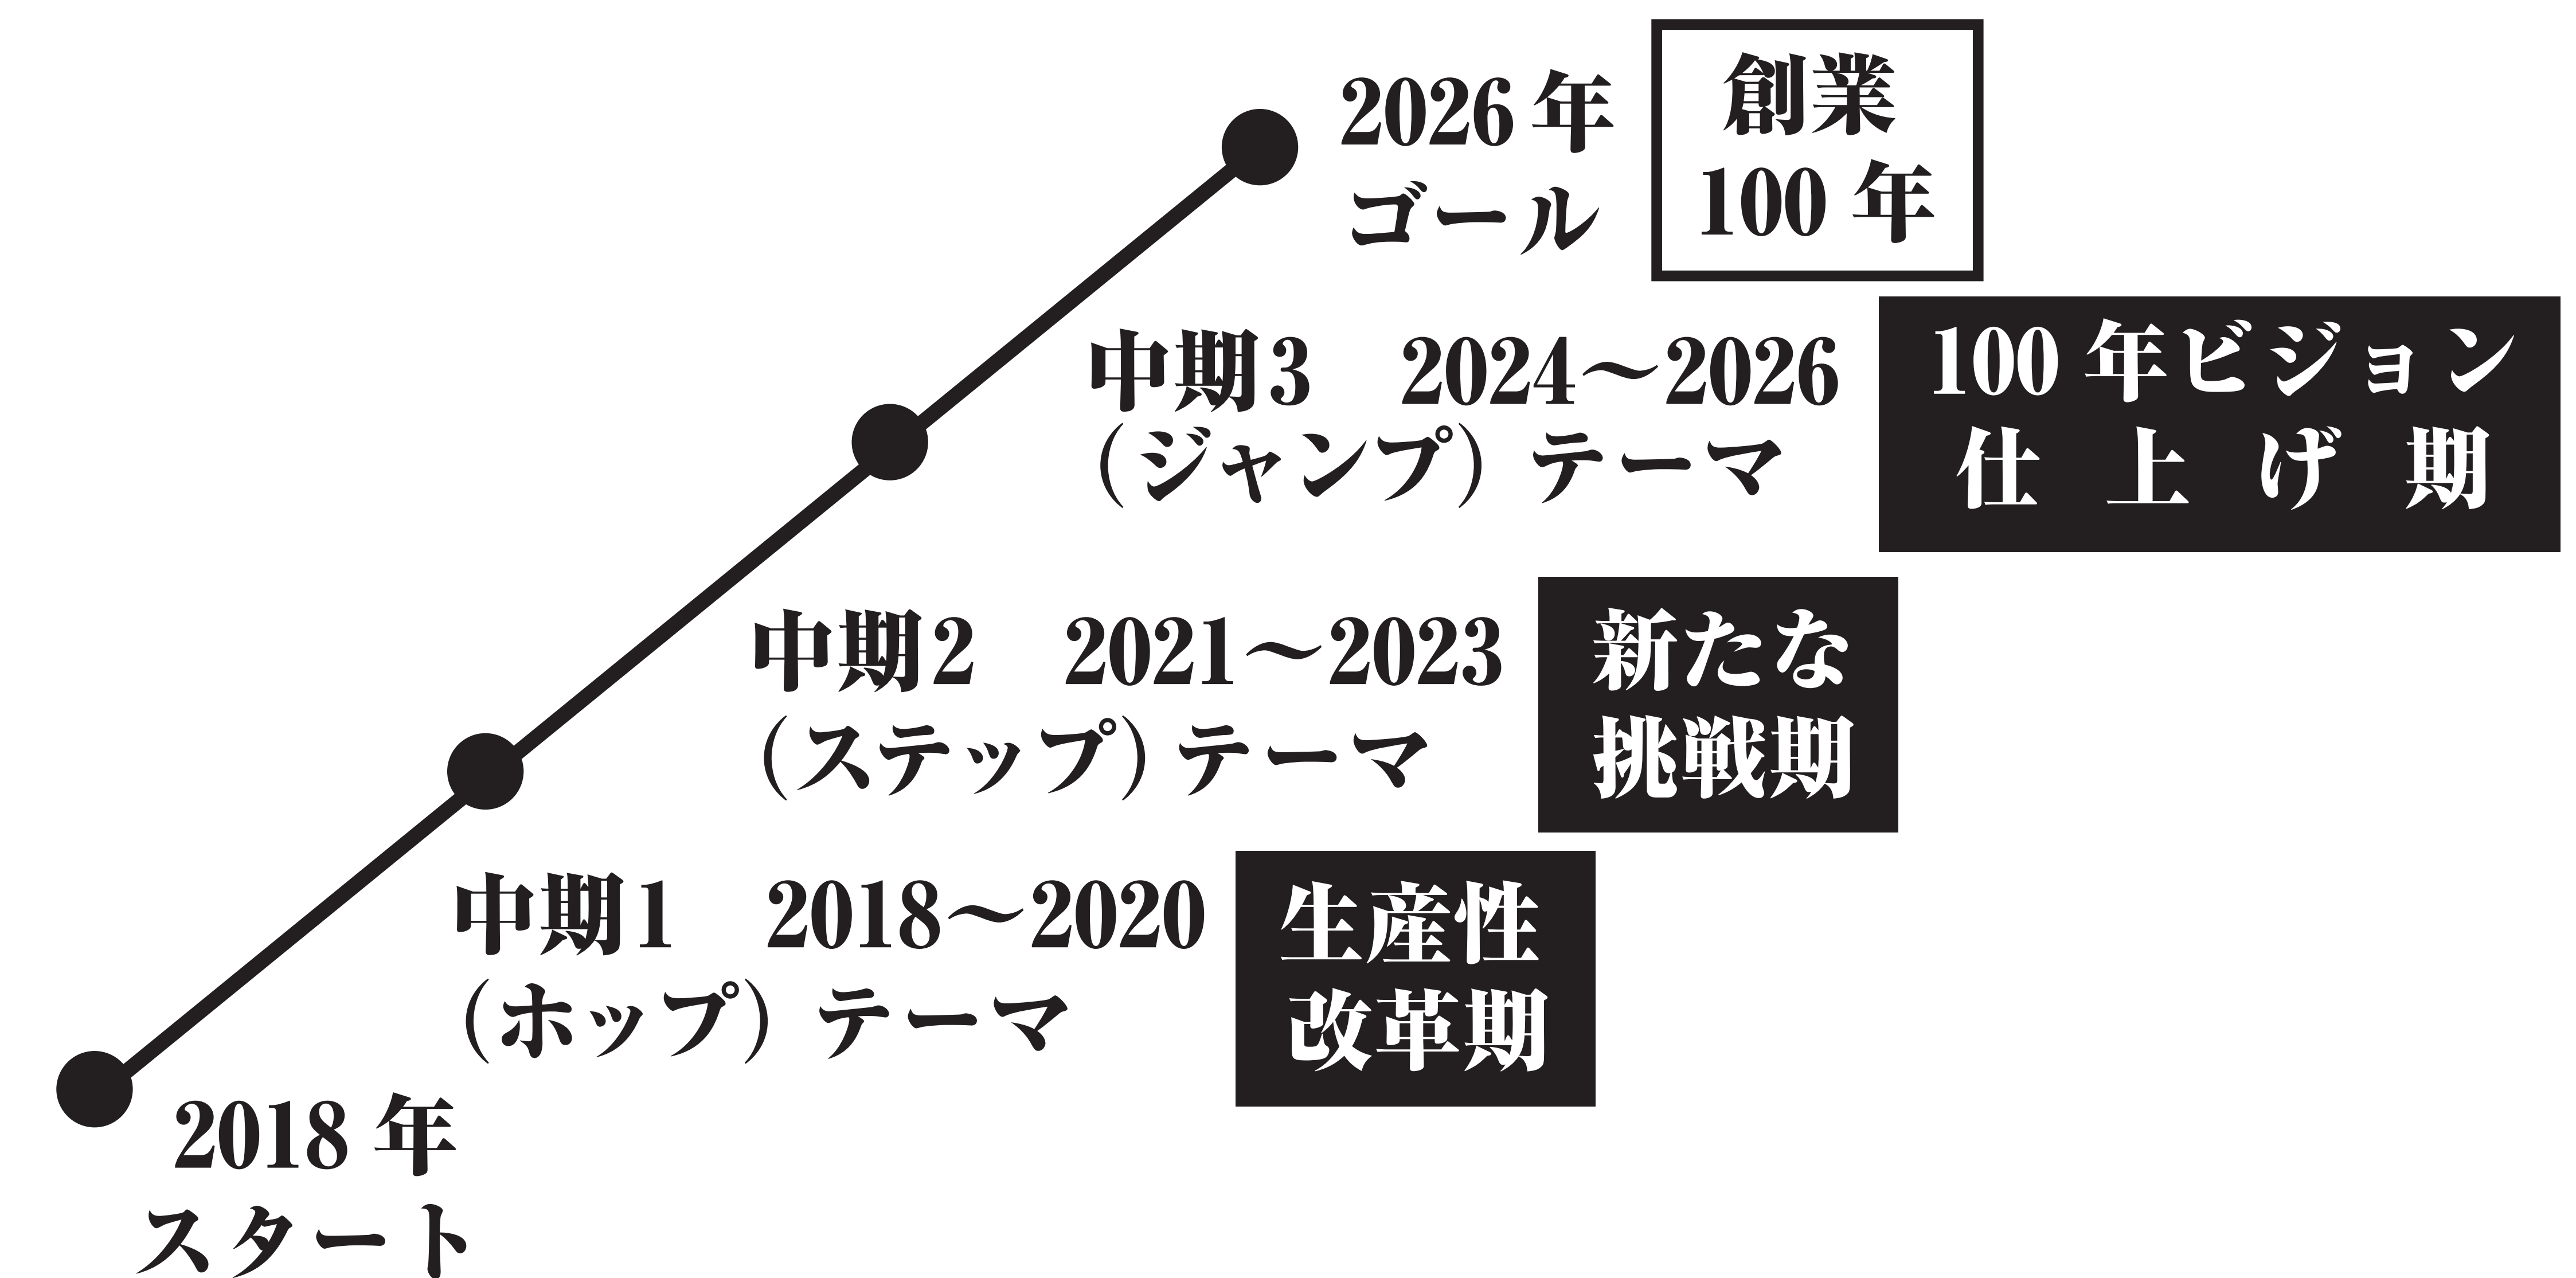 2026年
ゴール
創業
100年
中期3　2024～2026
（ジャンプ）テーマ
100年ビジョン
仕上げ期
中期2　2021～2023
（ステップ）テーマ
新たな
挑戦期
中期1　2018～2020
（ホップ）テーマ
生産性
改革期
2018年
スタート